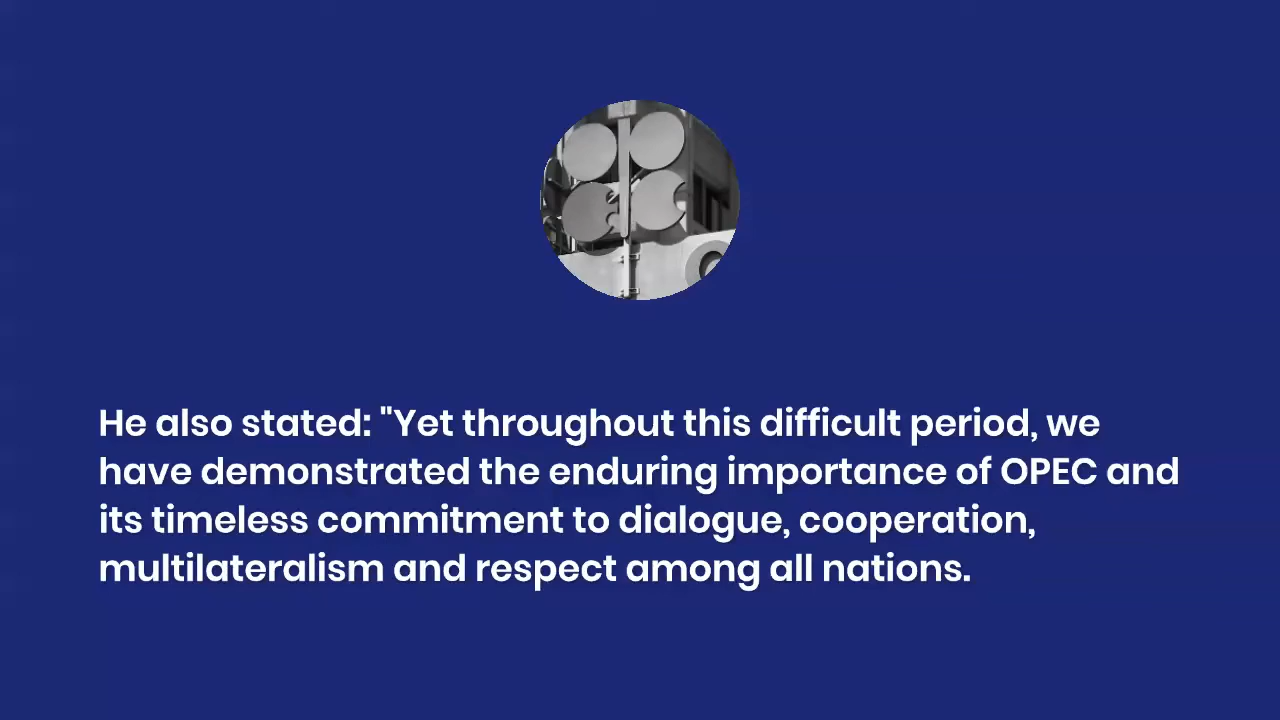 He also stated: "Yet throughout this difficult period, we
have demonstrated the enduring importance of OPEC and
its timeless commitment to dialogue, cooperation,
multilateralism and respect among all nations.